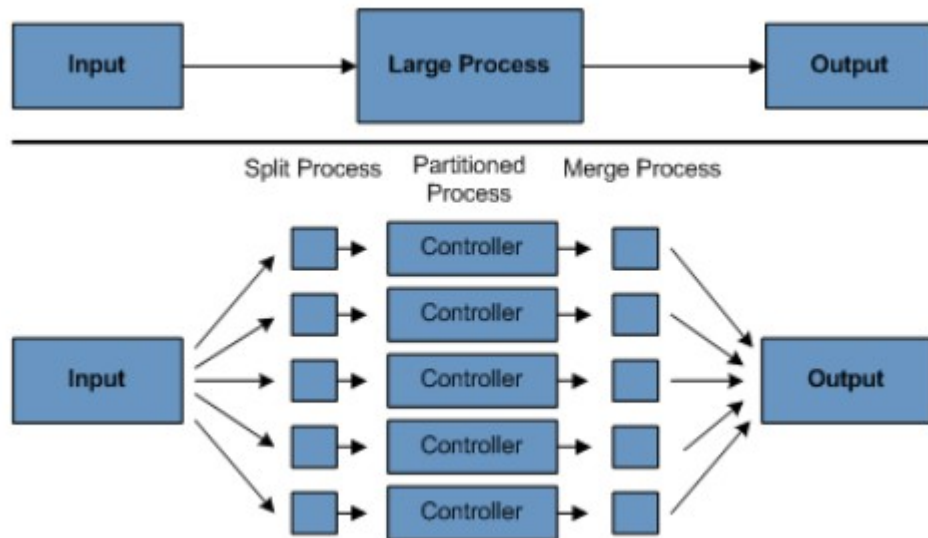 Input
Large Process
Output
Split Process
Partitioned
Process
Merge Process
Controller
Controller
Input
Controller
Output
Controller
Controller